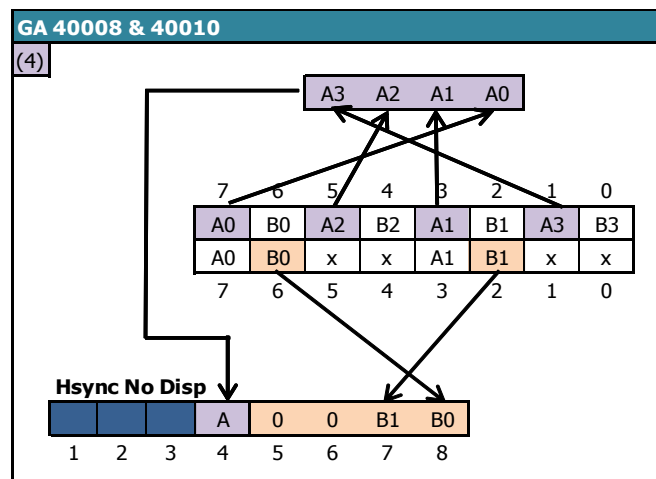 GA 40008 & 40010
(4)
A3 A2 A1 A0
7 6 5 4 3 2 1 0
A0 B0 A2 B2 A1 B1 A3 B3
A0 B0 x x A1 B1 x x
7 6 5 4 3 2 1 0
Hsync No Disp
A 0 0 B1 B0
1 2 3 4 5 6 7 8